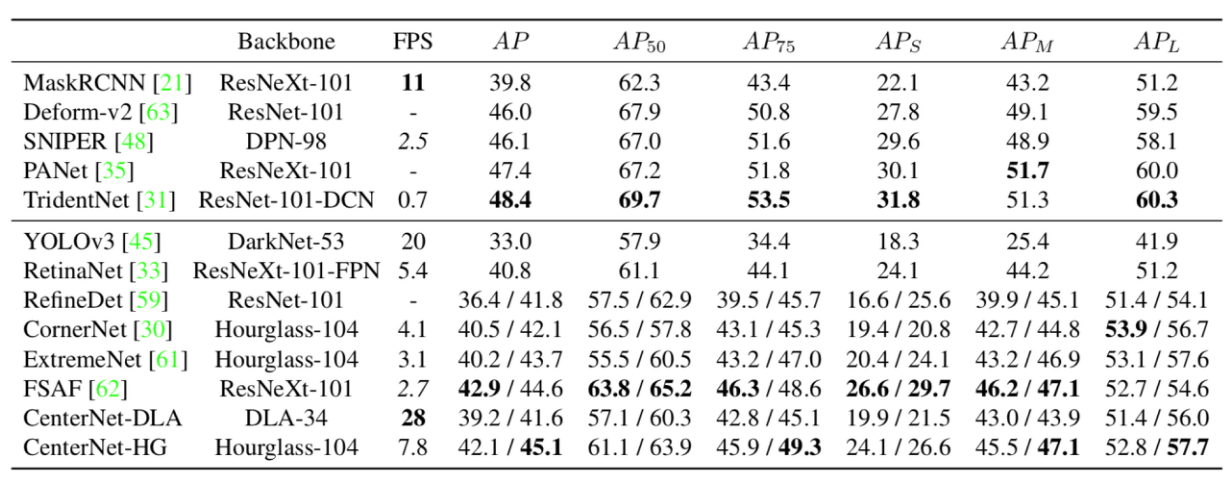 Backbone FPS AP AP50 AP75 APS APM APL
MaskRCNN [21] ResNeXt-101 11 39.8 62.3 43.4 22.1 43.2 51.2
Deform-v2 [63] ResNet-101 - 46.0 67.9 50.8 27.8 49.1 59.5
SNIPER [48] DPN-98 2.5 46.1 67.0 51.6 29.6 48.9 58.1
PANet [35] ResNeXt-101 - 47.4 67.2 51.8 30.1 51.7 60.0
TridentNet [31] ResNet-101-DCN 0.7 48.4 69.7 53.5 31.8 51.3 60.3
YOLOv3 [45] DarkNet-53 20 33.0 57.9 34.4 18.3 25.4 41.9
RetinaNet [33] ResNeXt-101-FPN 5.4 40.8 61.1 44.1 24.1 44.2 51.2
RefineDet [59] ResNet-101 - 36.4 / 41.8 57.5 / 62.9 39.5 / 45.7 16.6 / 25.6 39.9 / 45.1 51.4 / 54.1
CornerNet [30] Hourglass-104 4.1 40.5 / 42.1 56.5 / 57.8 43.1 / 45.3 19.4 / 20.8 42.7 / 44.8 53.9 / 56.7
ExtremeNet [61] Hourglass-104 3.1 40.2 / 43.7 55.5 / 60.5 43.2 / 47.0 20.4 / 24.1 43.2 / 46.9 53.1 / 57.6
FSAF [62] ResNeXt-101 2.7 42.9 / 44.6 63.8 / 65.2 46.3 / 48.6 26.6 / 29.7 46.2 / 47.1 52.7 / 54.6
CenterNet-DLA DLA-34 28 39.2 / 41.6 57.1 / 60.3 42.8 / 45.1 19.9 / 21.5 43.0 / 43.9 51.4 / 56.0
CenterNet-HG Hourglass-104 7.8 42.1 / 45.1 61.1 / 63.9 45.9 / 49.3 24.1 / 26.6 45.5 / 47.1 52.8 / 57.7